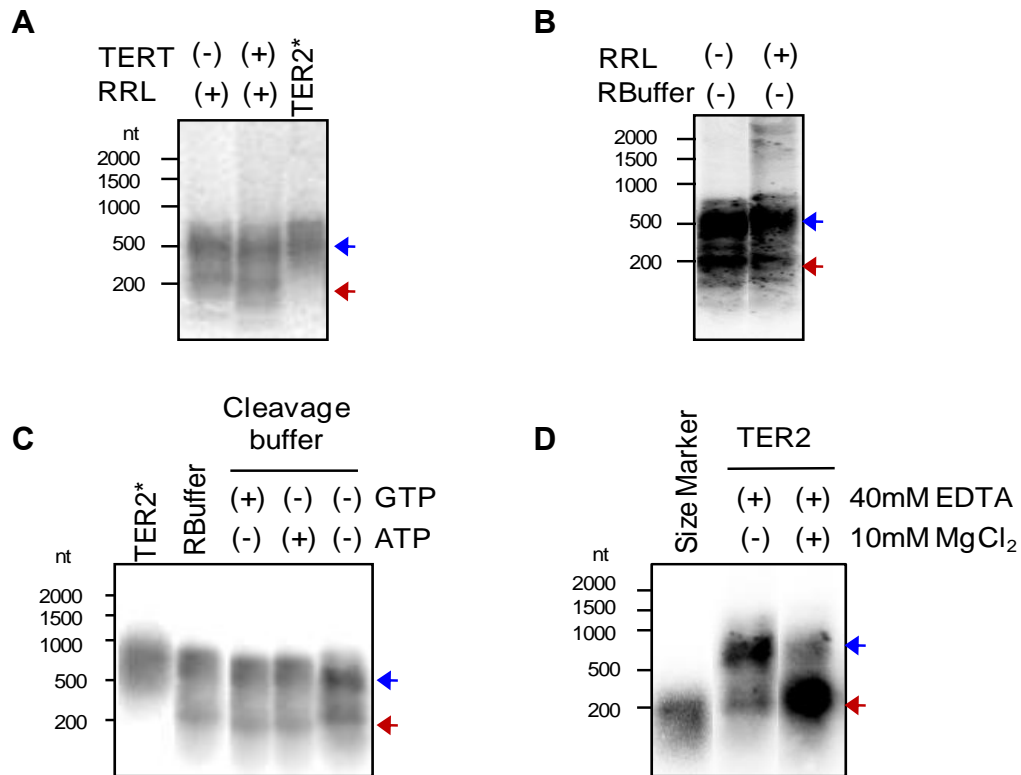 A
TERT (-) (+) TER2*
RRL (+) (+)
nt
2000
1500
1000
500
200
B
RRL (-) (+)
RBuffer (-) (-)
2000
1500
1000
500
200
C
Cleavage
buffer
TER2* RBuffer (+) (-) (-) GTP
(-) (+) (-) ATP
nt
2000
1500
1000
500
200
D
Size Marker TER2
(+) (+) 40mM EDTA
(-) (+) 10mM MgCl₂
nt
2000
1500
1000
500
200